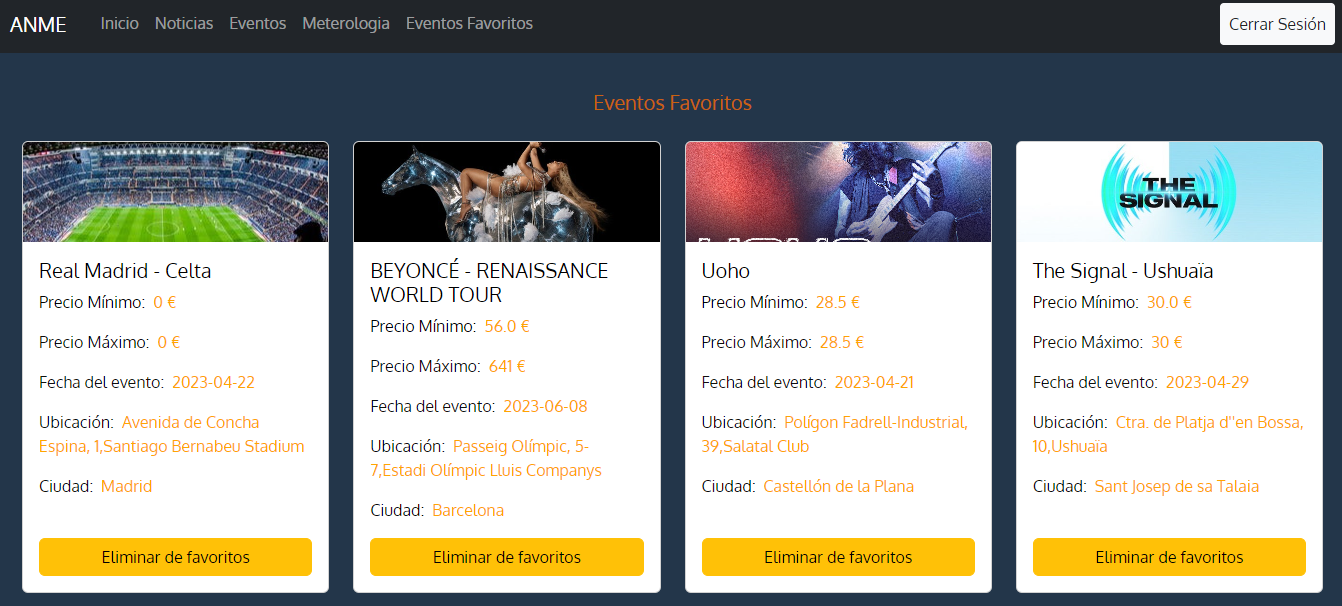 ANME Inicio Noticias Eventos Meterologia Eventos Favoritos Cerrar Sesión
Eventos Favoritos
Real Madrid - Celta
Precio Mínimo: 0 €
Precio Máximo: 0 €
Fecha del evento: 2023-04-22
Ubicación: Avenida de Concha
Espina, 1,Santiago Bernabeu Stadium
Ciudad: Madrid
Eliminar de favoritos
BEYONCÉ - RENAISSANCE
WORLD TOUR
Precio Mínimo: 56.0 €
Precio Máximo: 641 €
Fecha del evento: 2023-06-08
Ubicación: Passeig Olímpic, 5-
7,Estadi Olímpic Lluis Companys
Ciudad: Barcelona
Eliminar de favoritos
Uoho
Precio Mínimo: 28.5 €
Precio Máximo: 28.5 €
Fecha del evento: 2023-04-21
Ubicación: Polígon Fadrell-Industrial,
39,Salatal Club
Ciudad: Castellón de la Plana
Eliminar de favoritos
THE
SIGNAL
The Signal - Ushuaïa
Precio Mínimo: 30.0 €
Precio Máximo: 30 €
Fecha del evento: 2023-04-29
Ubicación: Ctra. de Platja d''en Bossa,
10,Ushuaïa
Ciudad: Sant Josep de sa Talaia
Eliminar de favoritos